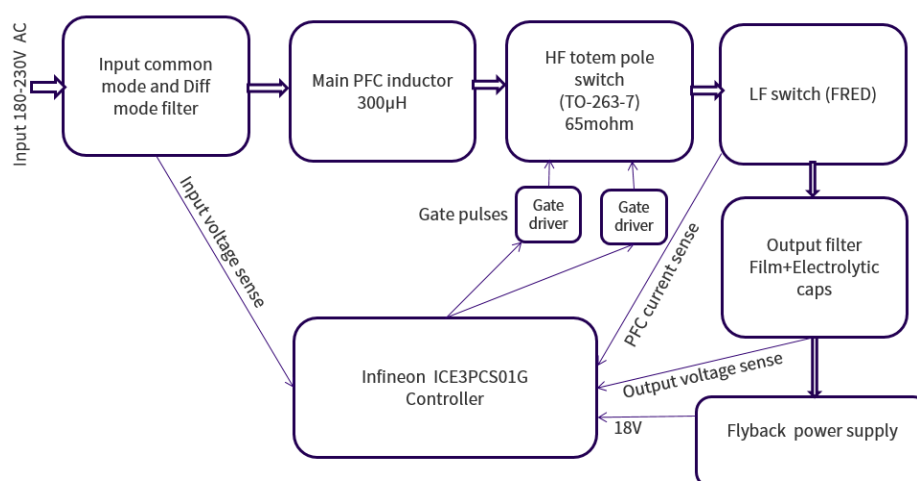 Input 180-230V  AC
Input common
mode and Diff
mode filter
Main PFC inductor
300µH
HF totem pole
switch
(TO-263-7)
65mohm
LF switch (FRED)
Input voltage sense
Gate pulses
Gate
driver
Gate
driver
PFC current sense
Output filter
Film+Electrolytic
caps
Infineon  ICE3PCS01G
Controller
Output voltage sense
18V
Flyback  power supply